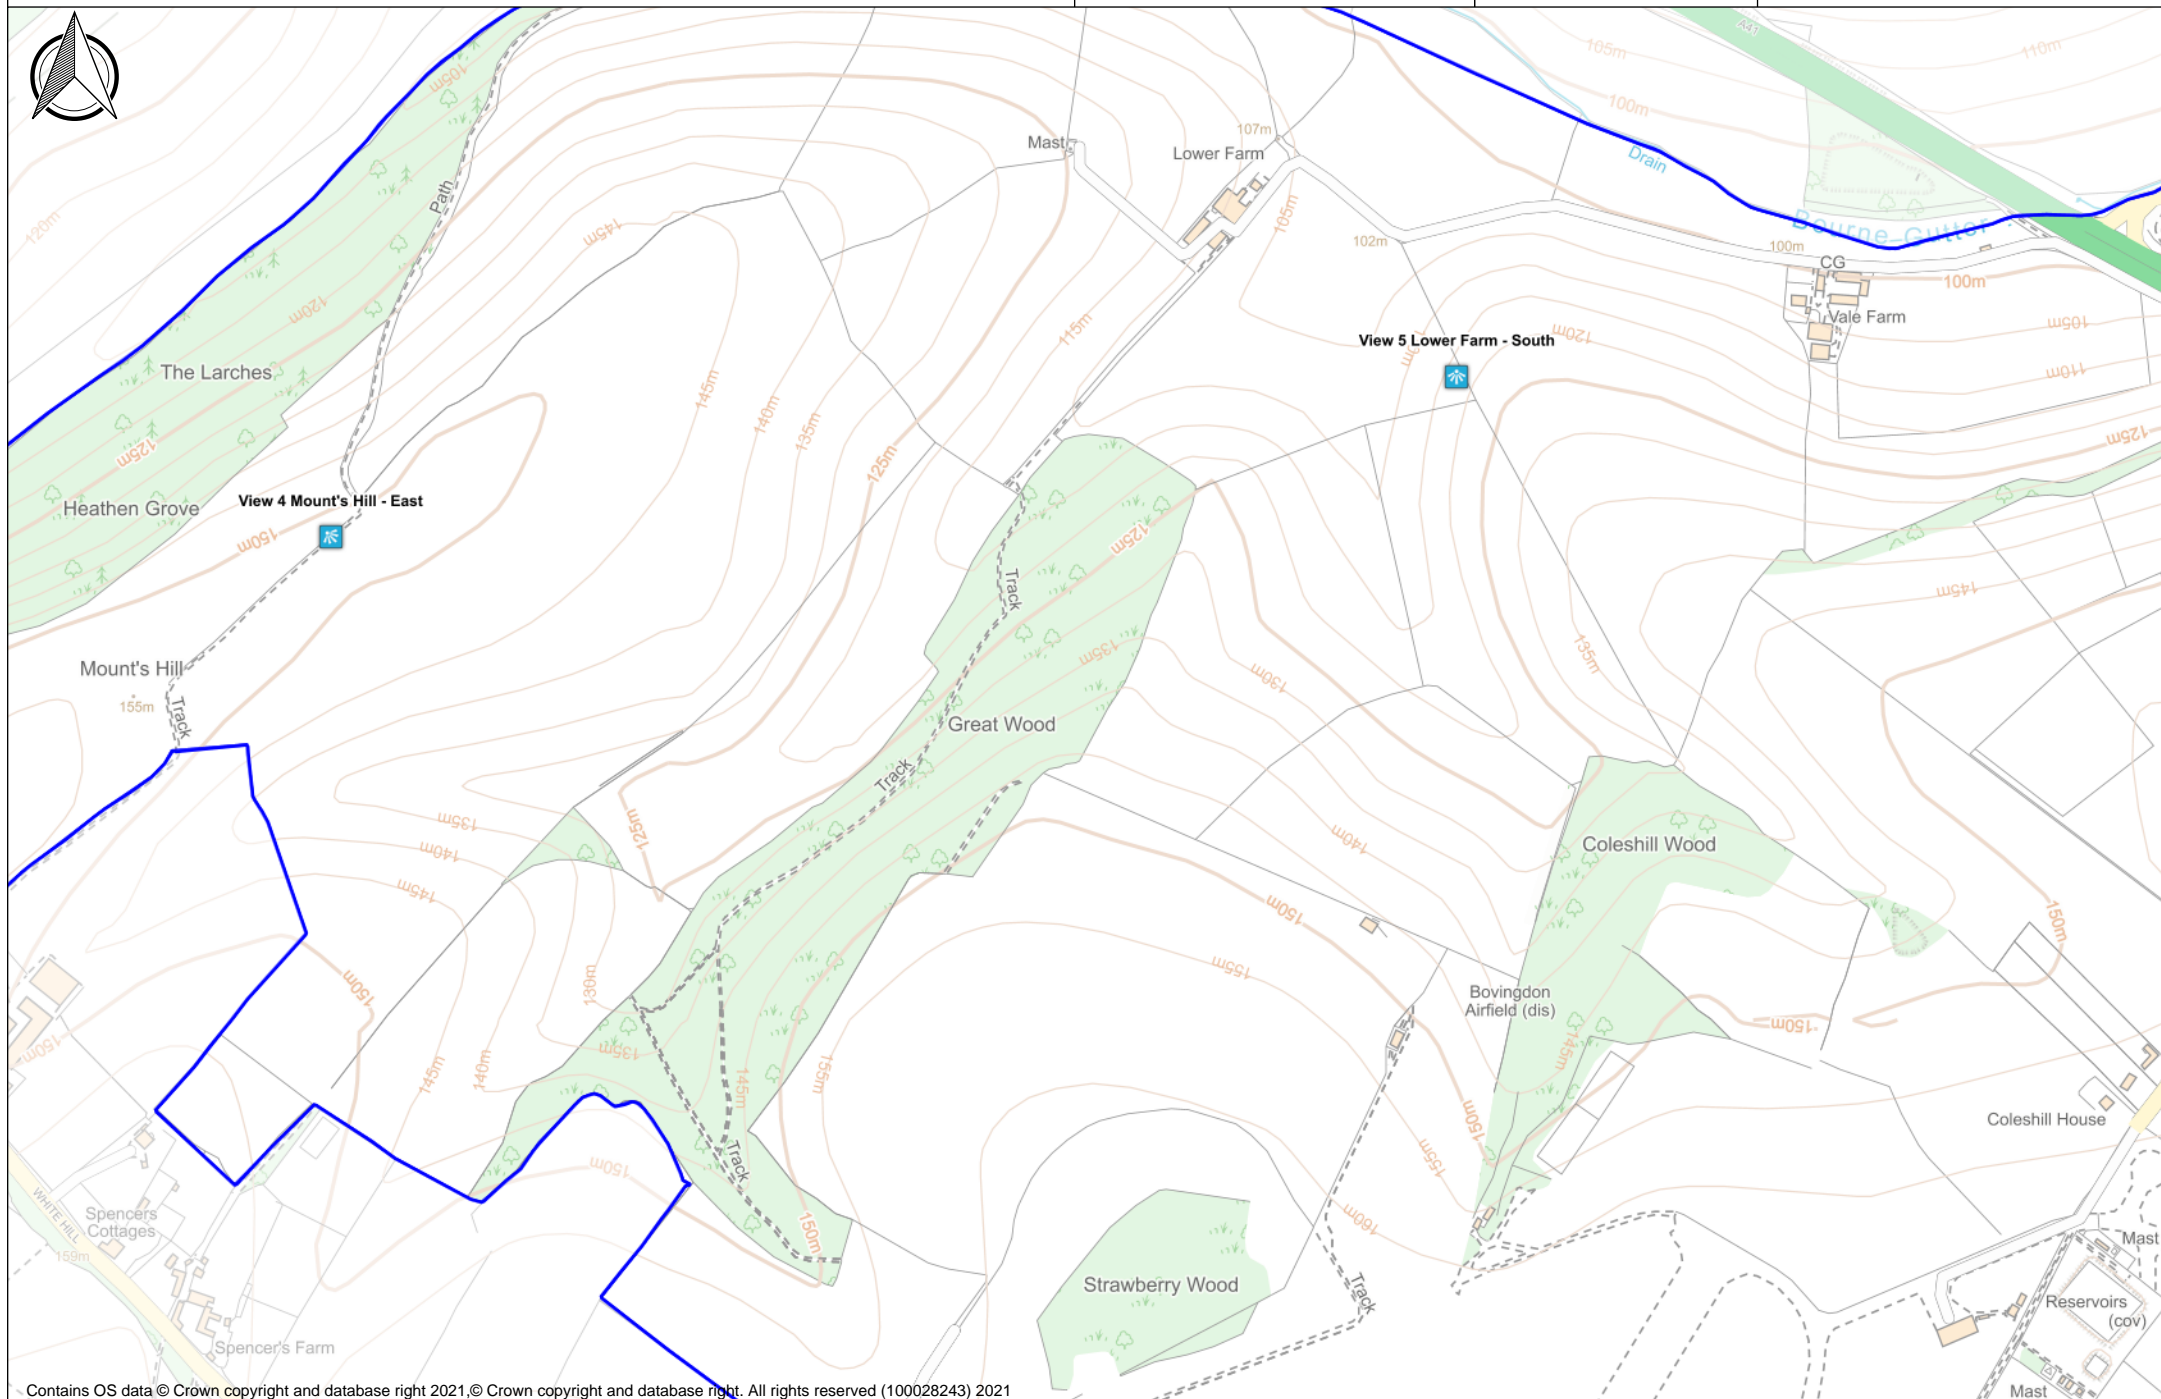 A41
105m
110m
105m
100m
Mast
107m
Lower Farm
Drain
Path
120m
145m
105m
102m
Bourne Gutter
100m
CG
100m
120m
115m
Vale Farm
105m
View 5 Lower Farm - South
120m
The Larches
110m
145m
140m
135m
125m
125m
125m
View 4 Mount's Hill - East
Heathen Grove
150m
125m
Track
145m
135m
135m
Mount's Hill
130m
155m
Track
Great Wood
Track
135m
125m
140m
140m
Coleshill Wood
145m
150m
150m
155m
130m
150m
Bovingdon
Airfield (dis)
150m
150m
135m
145m
145m
140m
155m
145m
150m
Coleshill House
Track
155m
150m
WHITE HILL
Spencers
Cottages
159m
150m
160m
Mast
Strawberry Wood
Track
Reservoirs
(cov)
Spencer's Farm
Mast
Contains OS data © Crown copyright and database right 2021,© Crown copyright and database right. All rights reserved (100028243) 2021